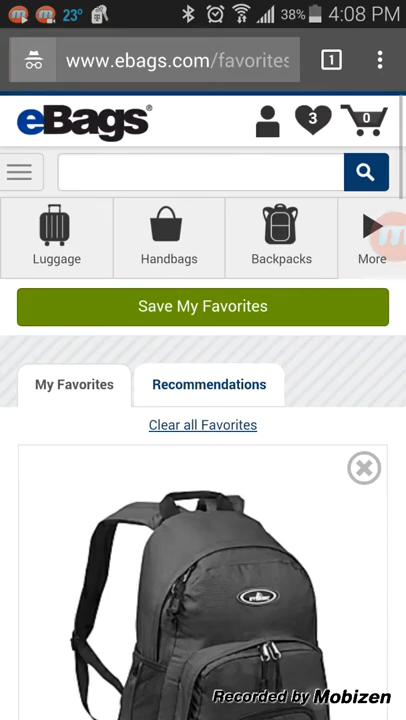 23° 38% 4:08 PM
www.ebags.com/favorites 1
eBags® 3 0
Luggage Handbags Backpacks More
Save My Favorites
My Favorites Recommendations
Clear all Favorites
Recorded by Mobizen